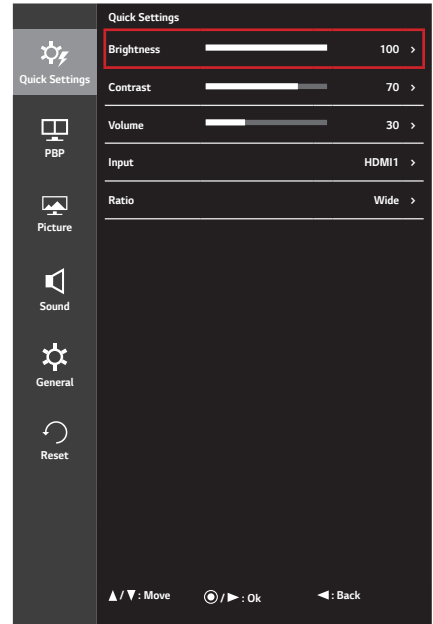 Quick Settings
Brightness 100 >
Contrast 70 >
Volume 30 >
Input HDMI1 >
Ratio Wide >
Quick Settings
PBP
Picture
Sound
General
Reset
▲/▼: Move ◉/►: Ok ◄: Back